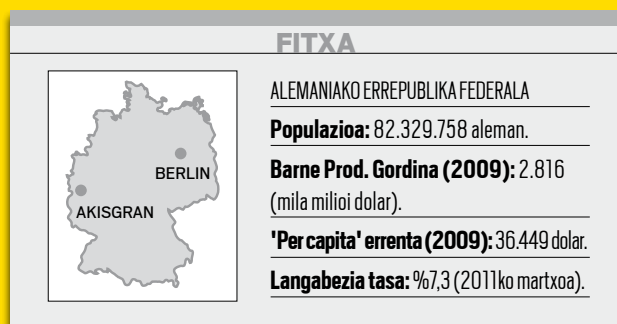 FITXA
BERLIN
AKISGRAN
ALEMANIAKO ERREPUBLIKA FEDERALA
Populazioa: 82.329.758 aleman.
Barne Prod. Gordina (2009): 2.816
(mila milioi dolar).
'Per capita' errenta (2009): 36.449 dolar.
Langabezia tasa: %7,3 (2011ko martxoa).